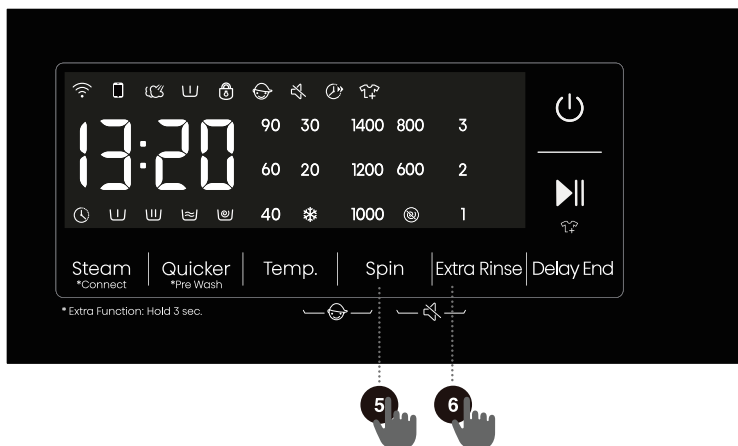 13:20
90 30 1400 800 3
60 20 1200 600 2
40 1000 1
Steam Quicker Temp. Spin Extra Rinse Delay End
*Connect *Pre Wash
* Extra Function: Hold 3 sec.
5 6